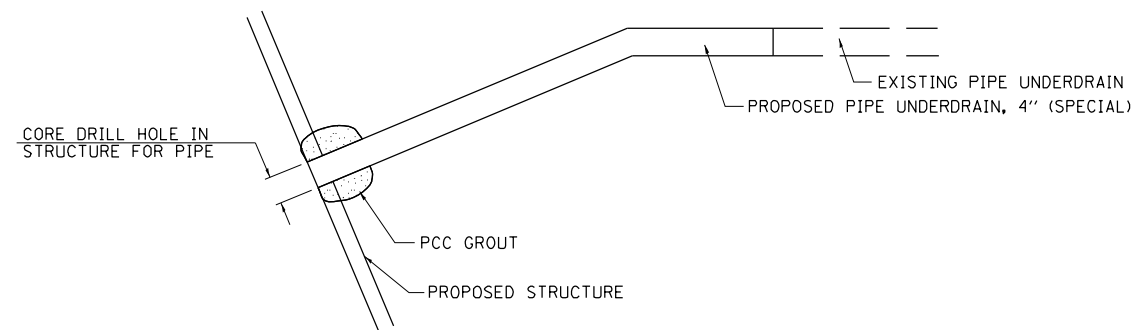 EXISTING PIPE UNDERDRAIN
PROPOSED PIPE UNDERDRAIN, 4" (SPECIAL)
CORE DRILL HOLE IN
STRUCTURE FOR PIPE
PCC GROUT
PROPOSED STRUCTURE